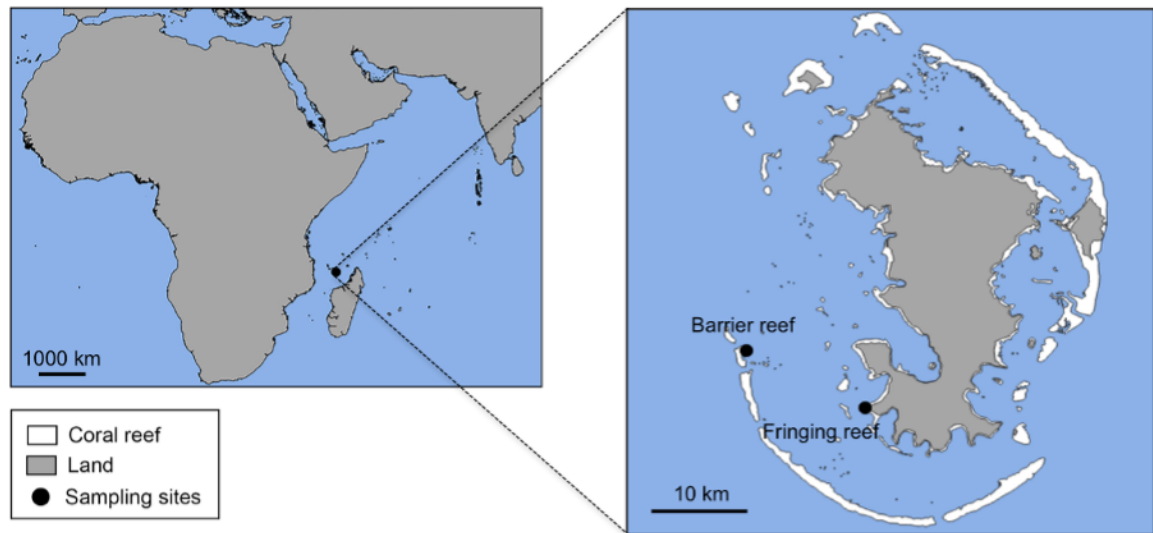 1000 km
Coral reef
Land
Sampling sites
Barrier reef
Fringing reef
10 km